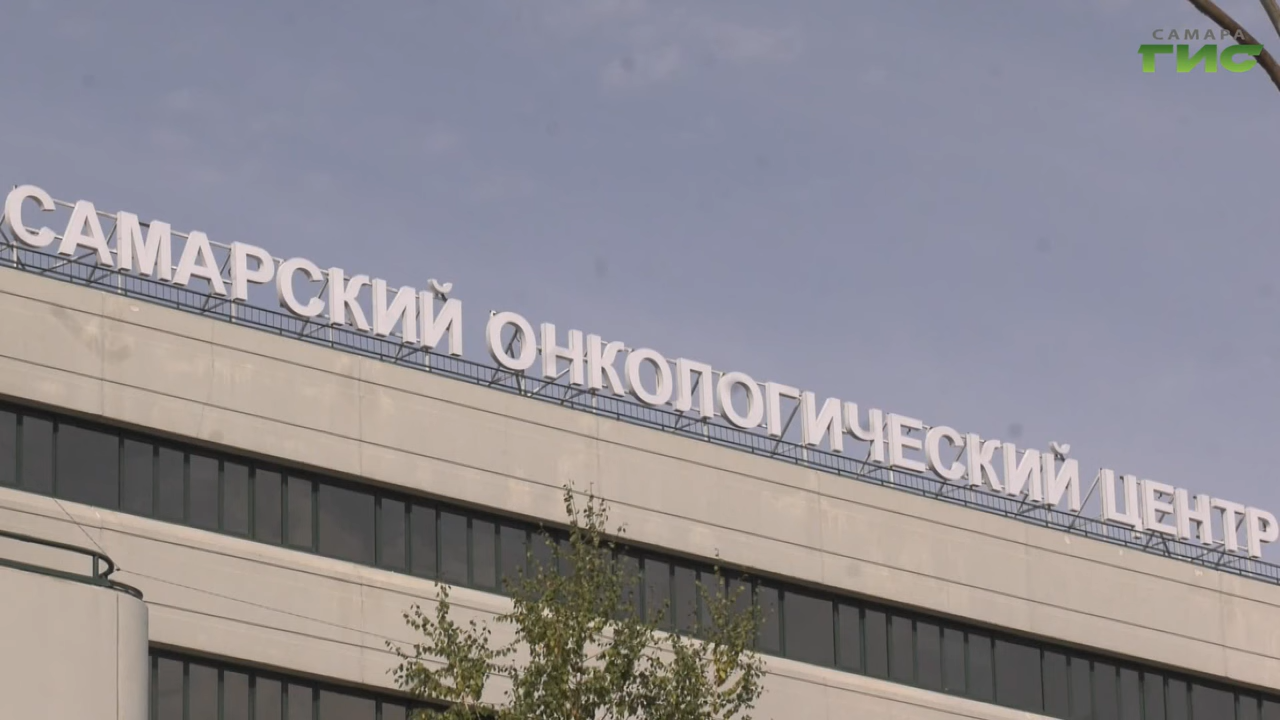 САМАРА
ГИС
САМАРСКИЙ ОНКОЛОГИЧЕСКИЙ ЦЕНТР